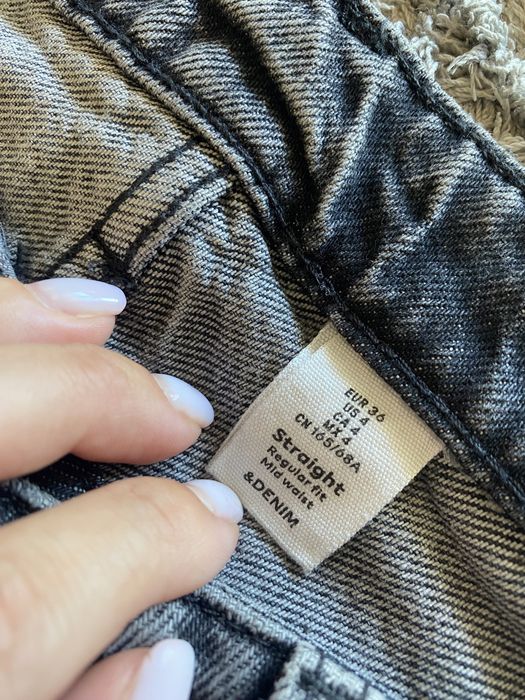 EUR 36
US 4
CA 4
MX 4
CN 165/68A
Straight
Regular fit
Mid waist
&DENIM